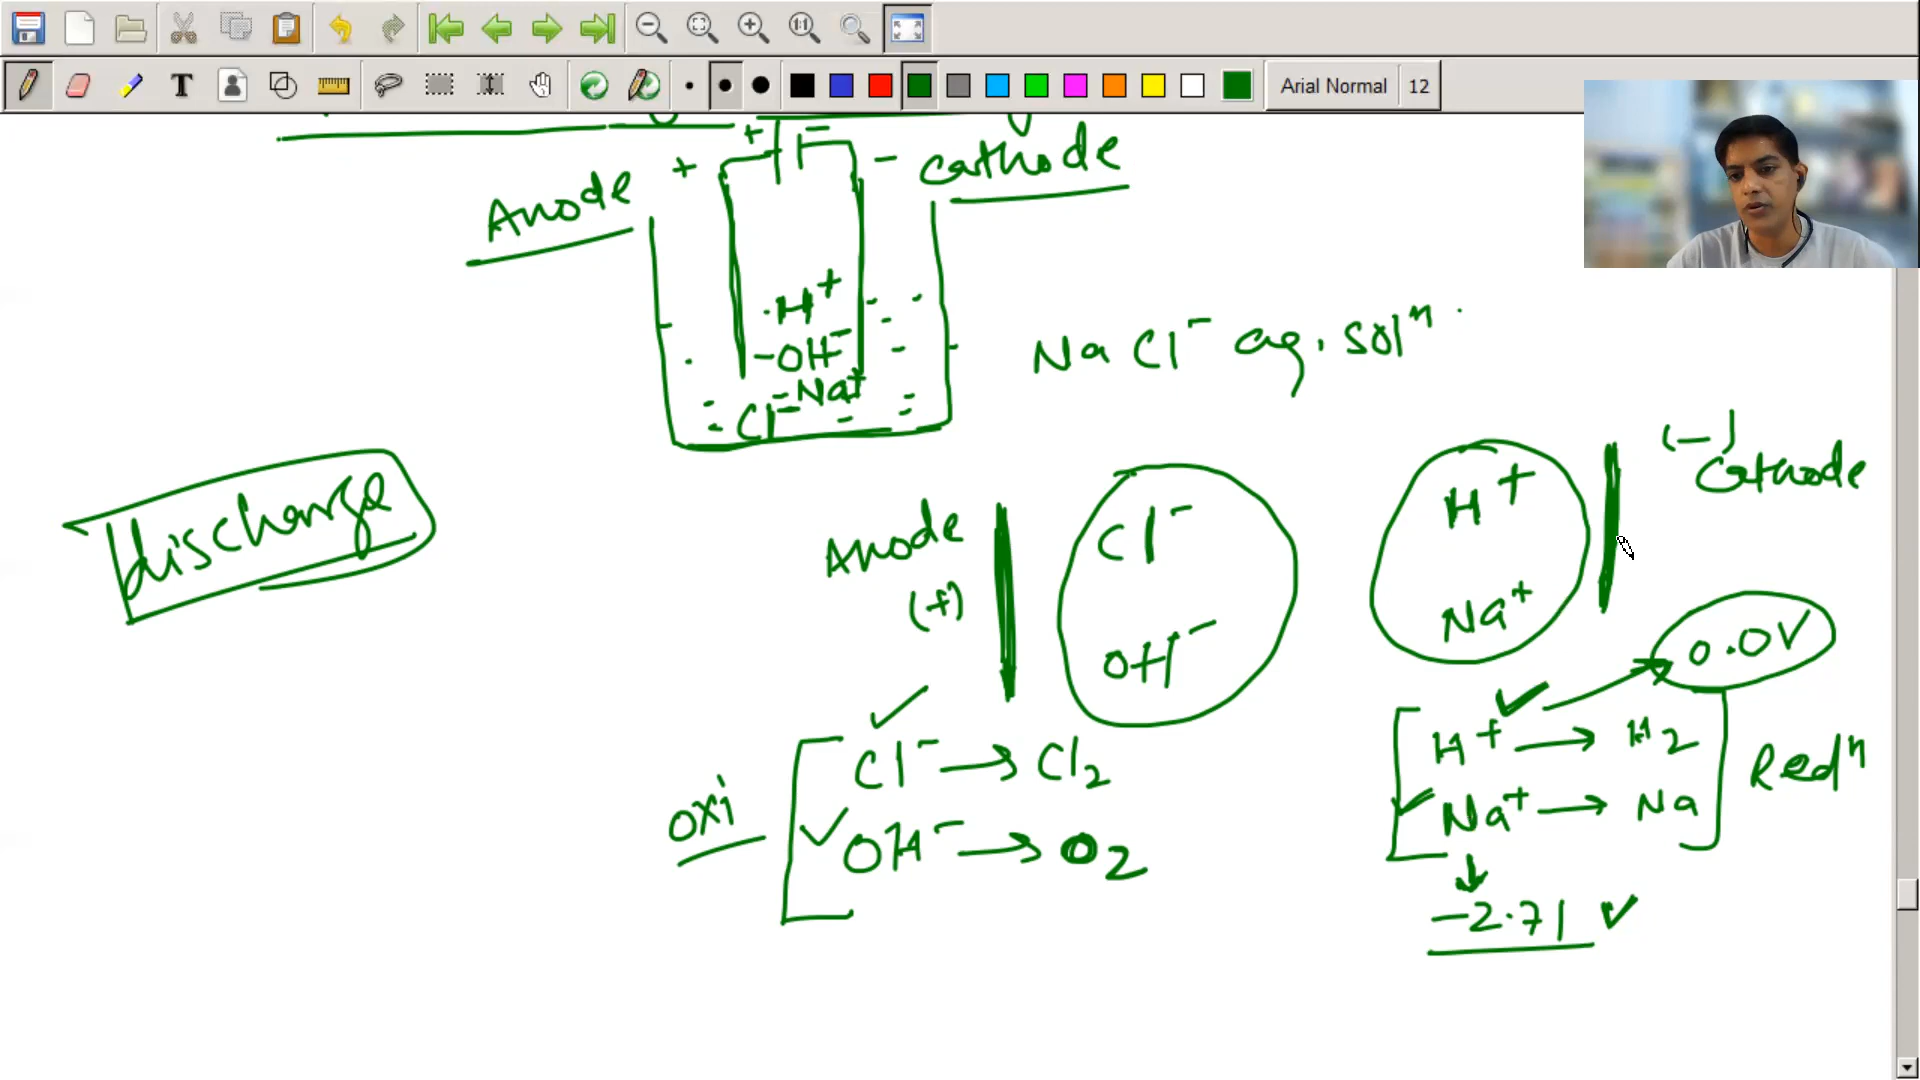 T
Arial Normal 12
+ -
Anode + - Cathode
H+
-OH-
Na+
Cl-
NaCl- aq. solⁿ.
discharge
Anode
(+)
Cl-
OH-
H+
Na+
(-)
Cathode
0.0V
oxi
Cl- → Cl2
OH- → O2
H+ → H2
Na+ → Na
Redⁿ
-2.71